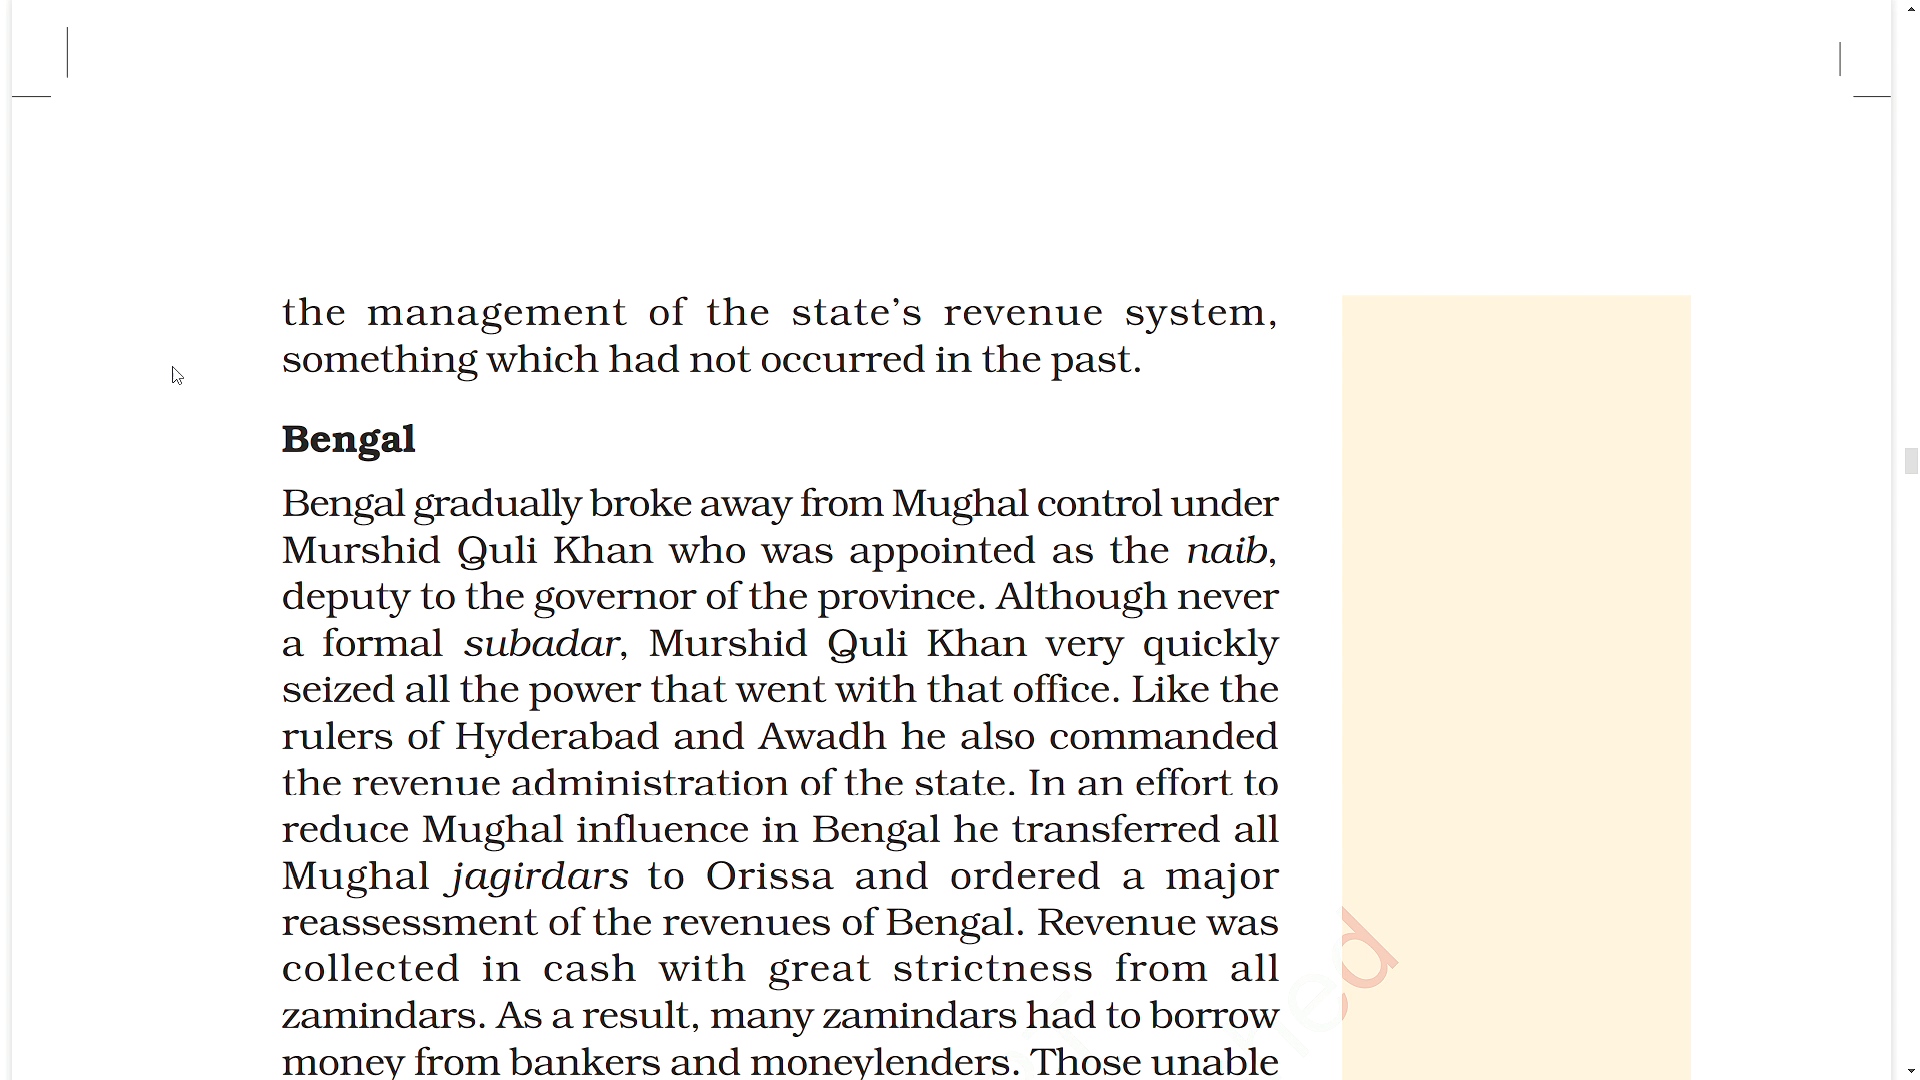 the management of the state’s revenue system,
something which had not occurred in the past.
Bengal
Bengal gradually broke away from Mughal control under
Murshid Quli Khan who was appointed as the naib,
deputy to the governor of the province. Although never
a formal subadar, Murshid Quli Khan very quickly
seized all the power that went with that office. Like the
rulers of Hyderabad and Awadh he also commanded
the revenue administration of the state. In an effort to
reduce Mughal influence in Bengal he transferred all
Mughal jagirdars to Orissa and ordered a major
reassessment of the revenues of Bengal. Revenue was
collected in cash with great strictness from all
zamindars. As a result, many zamindars had to borrow
money from bankers and moneylenders. Those unable